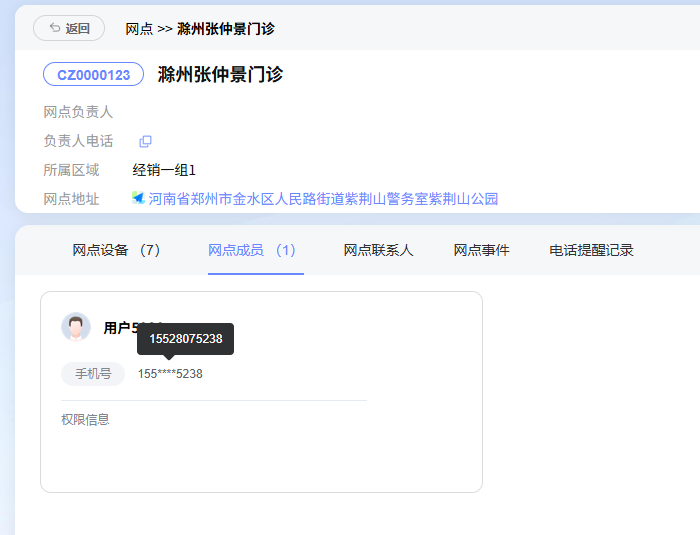 返回 网点 >> 滁州张仲景门诊
CZ0000123 滁州张仲景门诊
网点负责人
负责人电话
所属区域 经销一组1
网点地址 河南省郑州市金水区人民路街道紫荆山警务室紫荆山公园
网点设备 （7） 网点成员 （1） 网点联系人 网点事件 电话提醒记录
用户5
15528075238
手机号 155****5238
权限信息